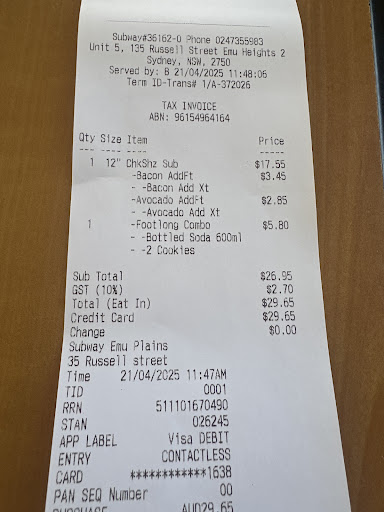 Subway#36162-0 Phone 0247355983
Unit 5, 135 Russell Street Emu Heights 2
Sydney, NSW, 2750
Served by: B 21/04/2025 11:48:06
Term ID-Trans# 1/A-372026
TAX INVOICE
ABN: 96154964164
Qty Size Item Price
--- ---- ---- -----
1 12" ChkShz Sub $17.55
-Bacon AddFt $3.45
- -Bacon Add Xt
-Avocado AddFt $2.85
- -Avocado Add Xt
1 -Footlong Combo $5.80
- -Bottled Soda 600ml
- -2 Cookies
Sub Total $26.95
GST (10%) $2.70
Total (Eat In) $29.65
Credit Card $29.65
Change $0.00
Subway Emu Plains
35 Russell street
Time 21/04/2025 11:47AM
TID 0001
RRN 511101670490
STAN 026245
APP LABEL Visa DEBIT
ENTRY CONTACTLESS
CARD ************1638
PAN SEQ Number 00
PURCHASE AUD29.65